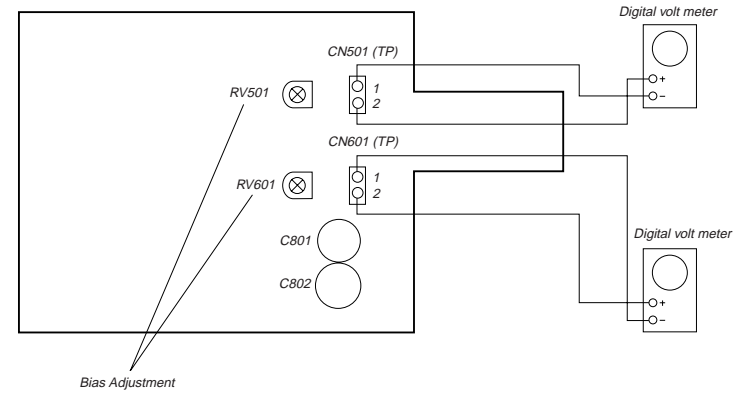 Digital volt meter
CN501 (TP)
+
RV501
1
2
–
CN601 (TP)
RV601
1
2
C801
Digital volt meter
C802
+
–
Bias Adjustment